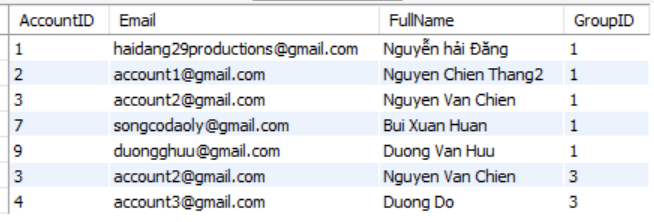 AccountID Email FullName GroupID
1 haidang29productions@gmail.com Nguyễn hải Đăng 1
2 account1@gmail.com Nguyen Chien Thang2 1
3 account2@gmail.com Nguyen Van Chien 1
7 songcodaoly@gmail.com Bui Xuan Huan 1
9 duongghuu@gmail.com Duong Van Huu 1
3 account2@gmail.com Nguyen Van Chien 3
4 account3@gmail.com Duong Do 3